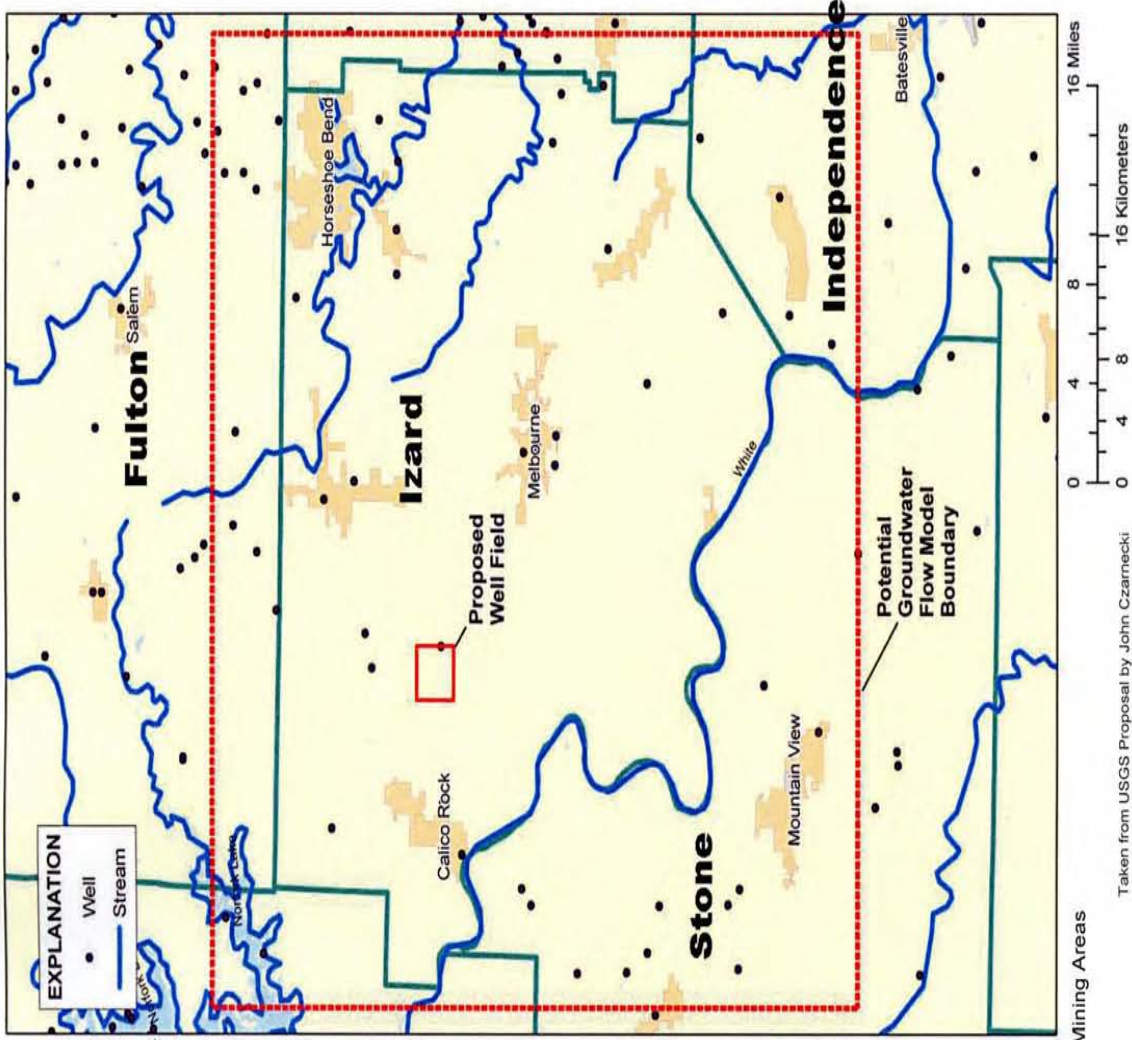 EXPLANATION
Well
Stream
Norfork Lake
Fulton
Salem
Horseshoe Bend
Izard
Calico Rock
Melbourne
Proposed
Well Field
White
Stone
Mountain View
Independence
Batesville
Potential
Groundwater
Flow Model
Boundary
Mining Areas
0 4 8 16 Miles
0 4 8 16 Kilometers
Taken from USGS Proposal by John Czarnecki